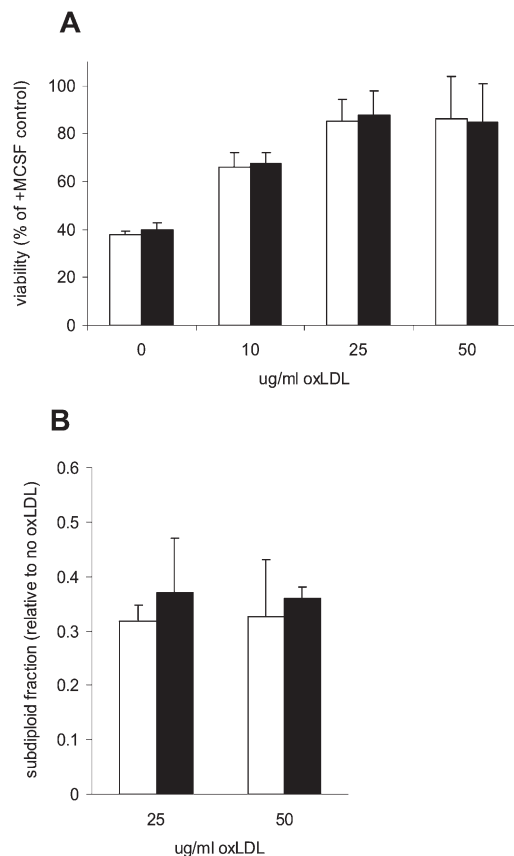 A
viability (% of +MCSF control)
100
80
60
40
20
0
0 10 25 50
ug/ml oxLDL
B
subdiploid fraction (relative to no oxLDL)
0.6
0.5
0.4
0.3
0.2
0.1
0
25 50
ug/ml oxLDL